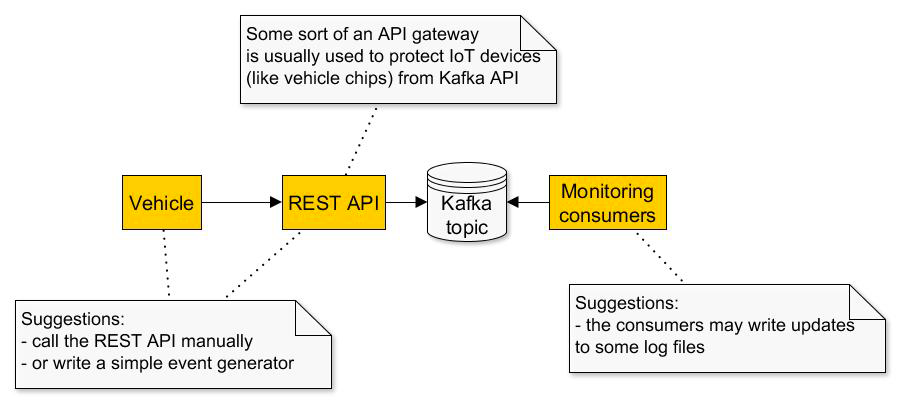 Some sort of an API gateway
is usually used to protect IoT devices
(like vehicle chips) from Kafka API
Vehicle
REST API
Kafka
topic
Monitoring
consumers
Suggestions:
- call the REST API manually
- or write a simple event generator
Suggestions:
- the consumers may write updates
to some log files